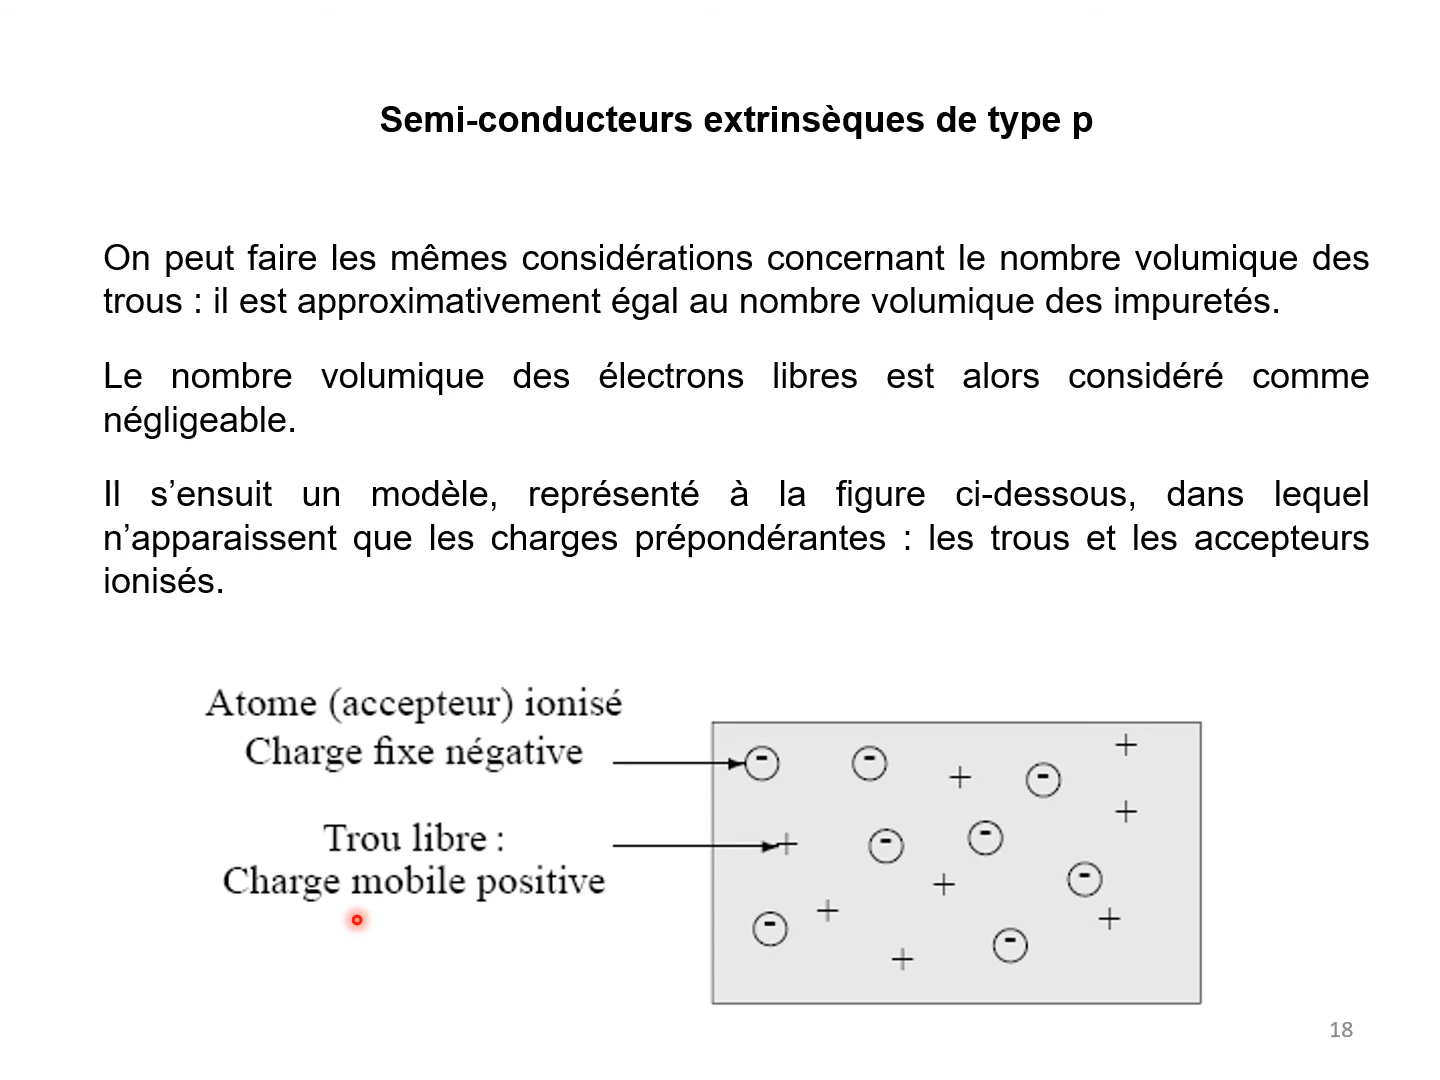 Semi-conducteurs extrinsèques de type p
On peut faire les mêmes considérations concernant le nombre volumique des
trous : il est approximativement égal au nombre volumique des impuretés.
Le nombre volumique des électrons libres est alors considéré comme
négligeable.
Il s’ensuit un modèle, représenté à la figure ci-dessous, dans lequel
n’apparaissent que les charges prépondérantes : les trous et les accepteurs
ionisés.
Atome (accepteur) ionisé
Charge fixe négative
Trou libre :
Charge mobile positive
18